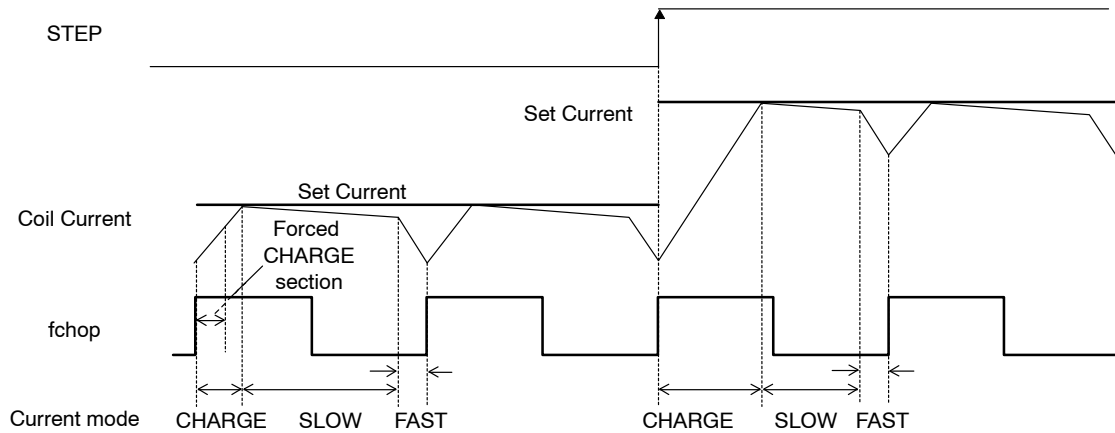 STEP
Set Current
Set Current
Coil Current
Forced
CHARGE
section
fchop
Current mode
CHARGE
SLOW
FAST
CHARGE
SLOW
FAST